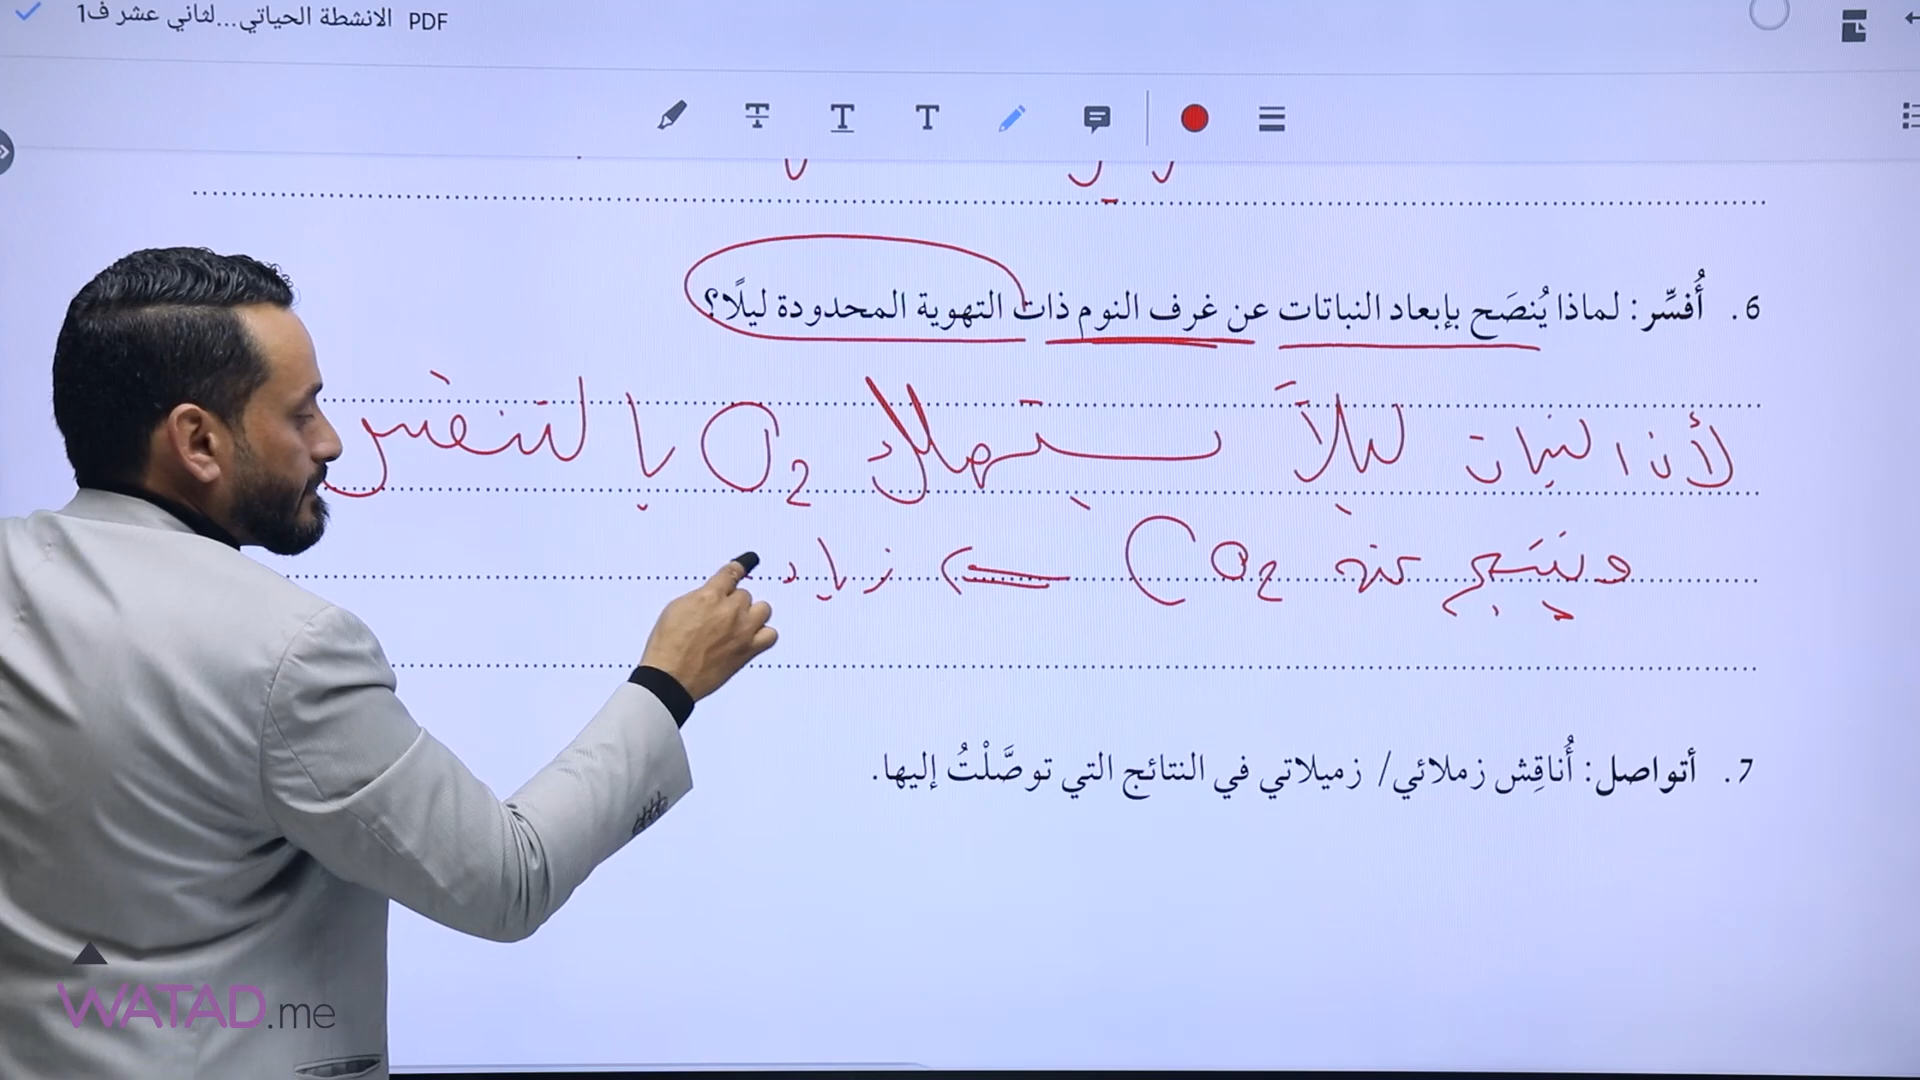 الانشطة الحياتي...لثاني عشر ف1 PDF
6. أُفسِّر: لماذا يُنصَح بإبعاد النباتات عن غرف النوم ذات التهوية المحدودة ليلًا؟
لأن النبات ليلاً يستهلك O2 بالتنفس
وينتج عنه CO2 ⇐ زياد
7. أتواصل: أُناقِش زملائي/ زميلاتي في النتائج التي توصَّلْتُ إليها.
WATAD.me